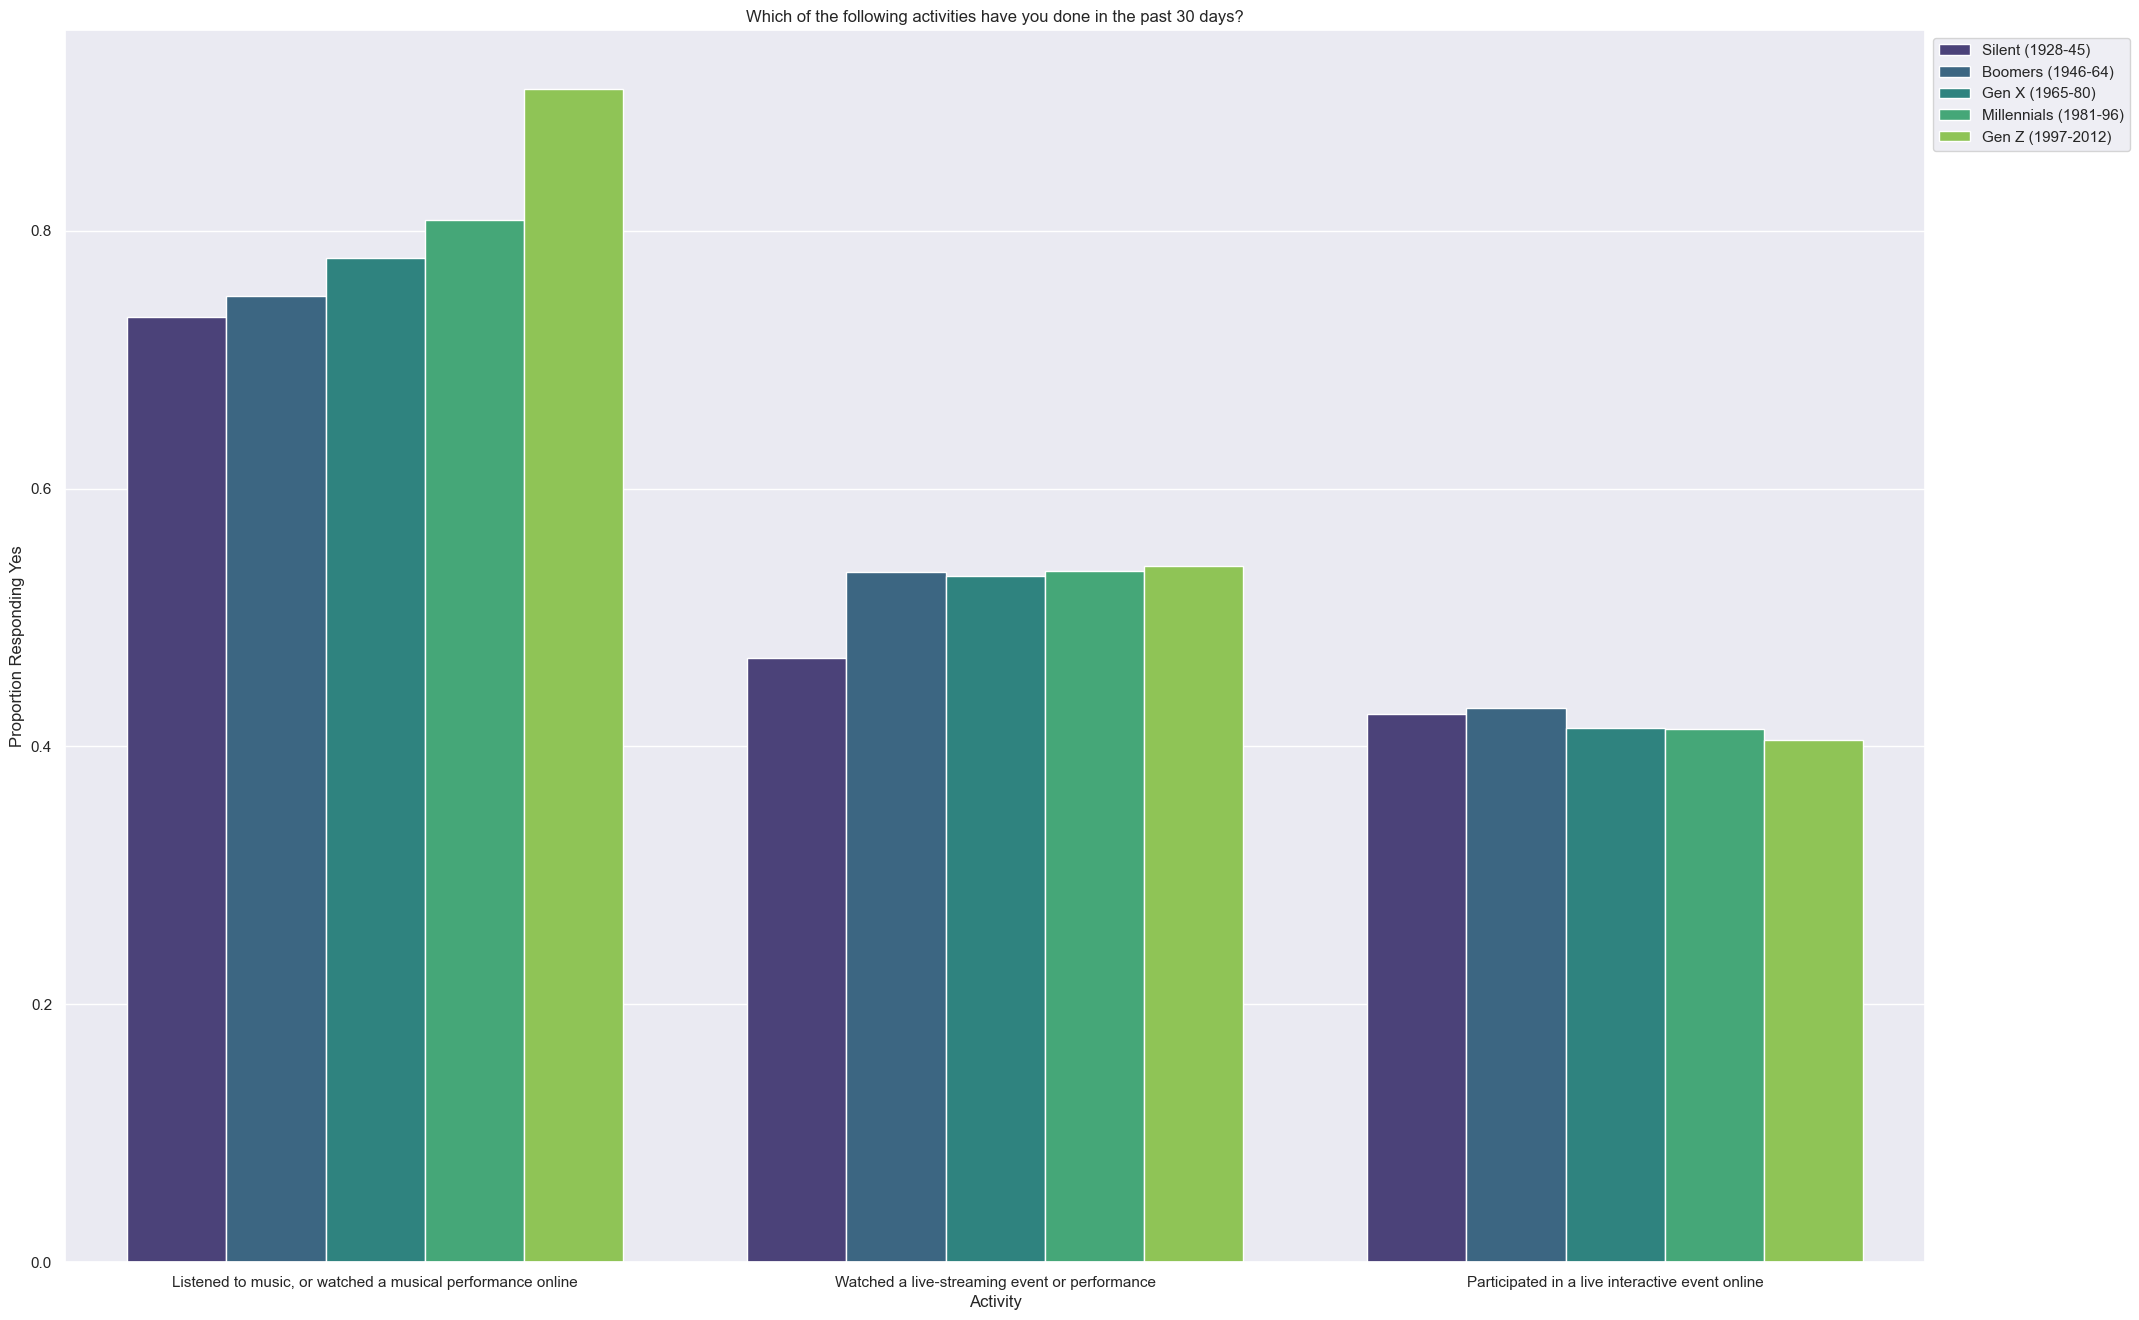 Which of the following activities have you done in the past 30 days?
Silent (1928-45)
Boomers (1946-64)
Gen X (1965-80)
Millennials (1981-96)
Gen Z (1997-2012)
Proportion Responding Yes
0.8
0.6
0.4
0.2
0.0
Listened to music, or watched a musical performance online
Watched a live-streaming event or performance
Participated in a live interactive event online
Activity